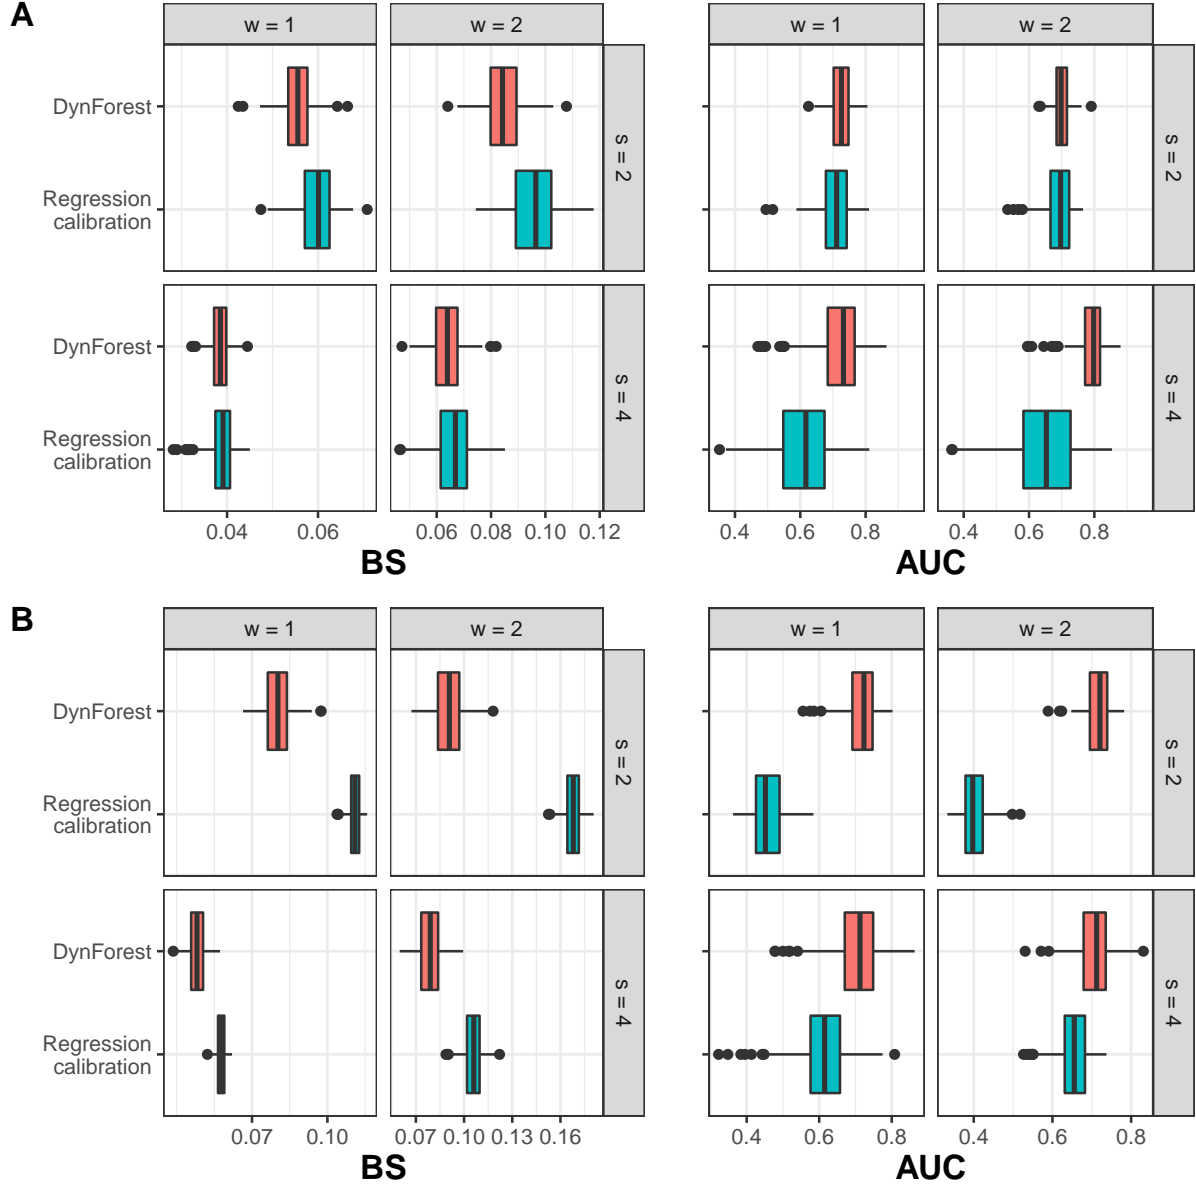 A
w = 1
w = 2
w = 1
w = 2
DynForest
Regression
calibration
s = 2
s = 2
DynForest
Regression
calibration
s = 4
s = 4
0.04
0.06
0.06
0.08
0.10
0.12
0.4
0.6
0.8
0.4
0.6
0.8
BS
AUC
B
w = 1
w = 2
w = 1
w = 2
DynForest
Regression
calibration
s = 2
s = 2
DynForest
Regression
calibration
s = 4
s = 4
0.07
0.10
0.07
0.10
0.13
0.16
0.4
0.6
0.8
0.4
0.6
0.8
BS
AUC